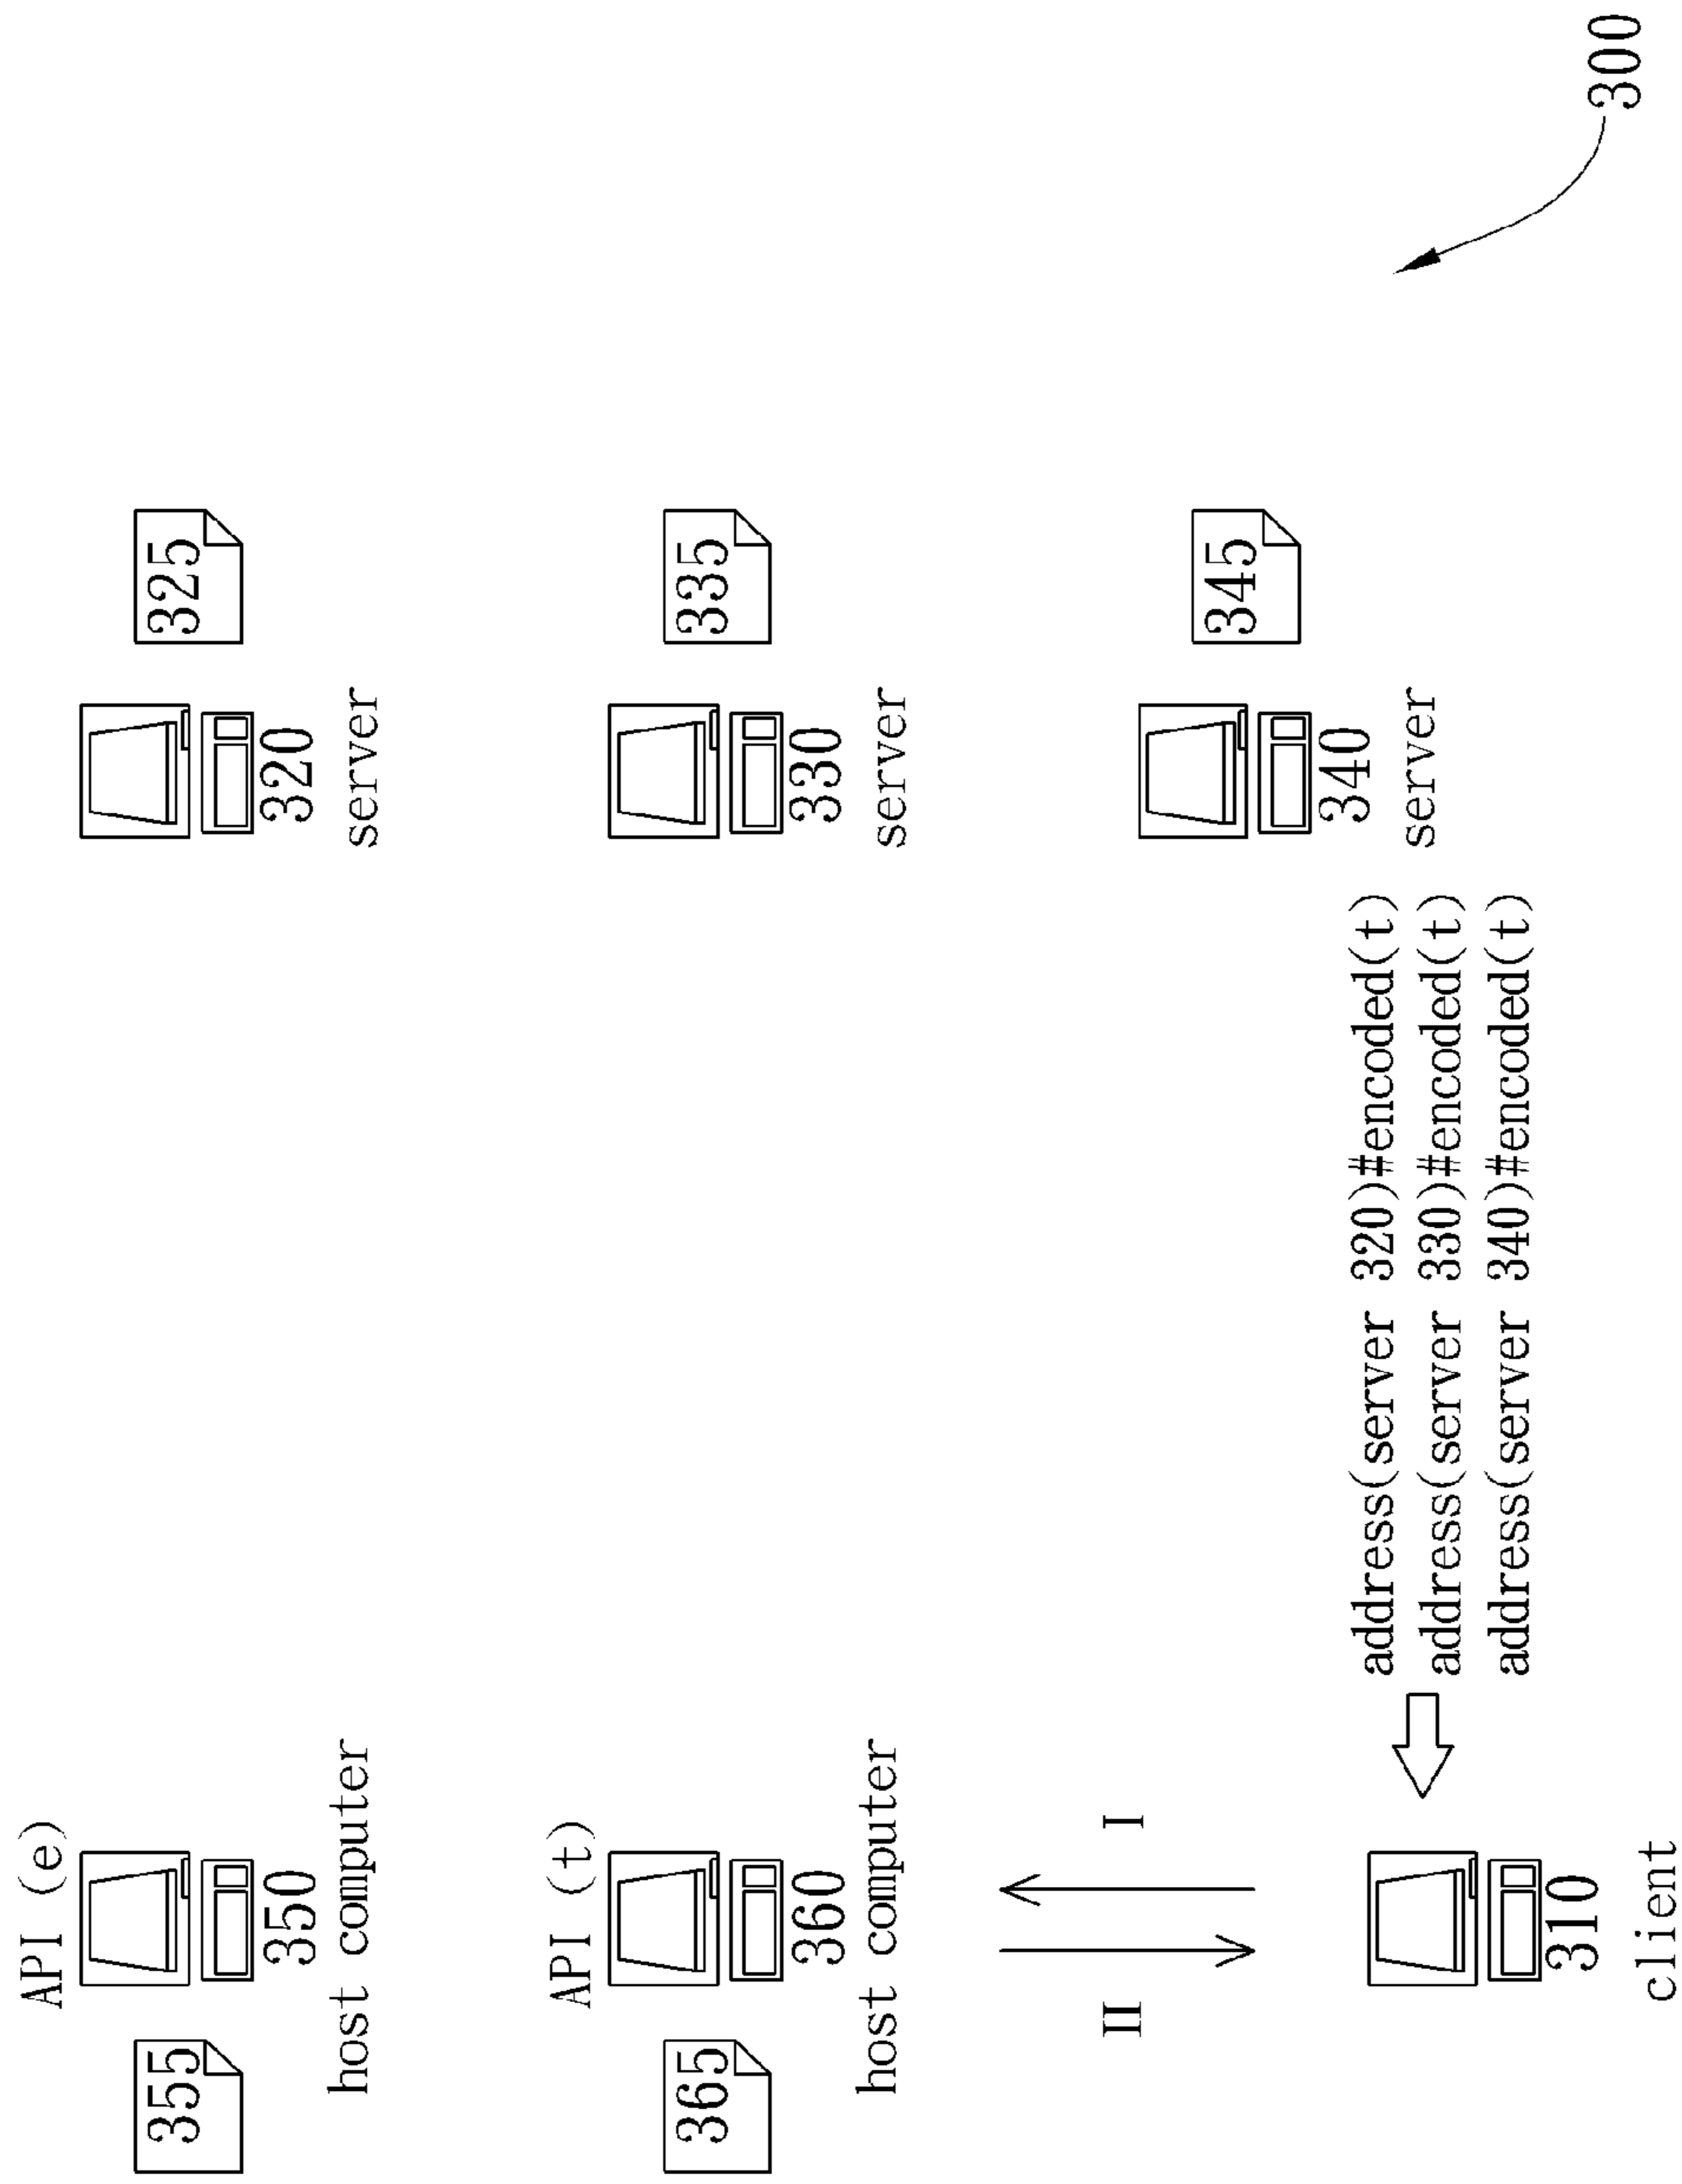 API (e)
355
325
350
320
host computer
server
API (t)
365
335
360
330
host computer
server
II
I
345
340
server
address(server 320)#encoded(t)
address(server 330)#encoded(t)
address(server 340)#encoded(t)
310
client
300